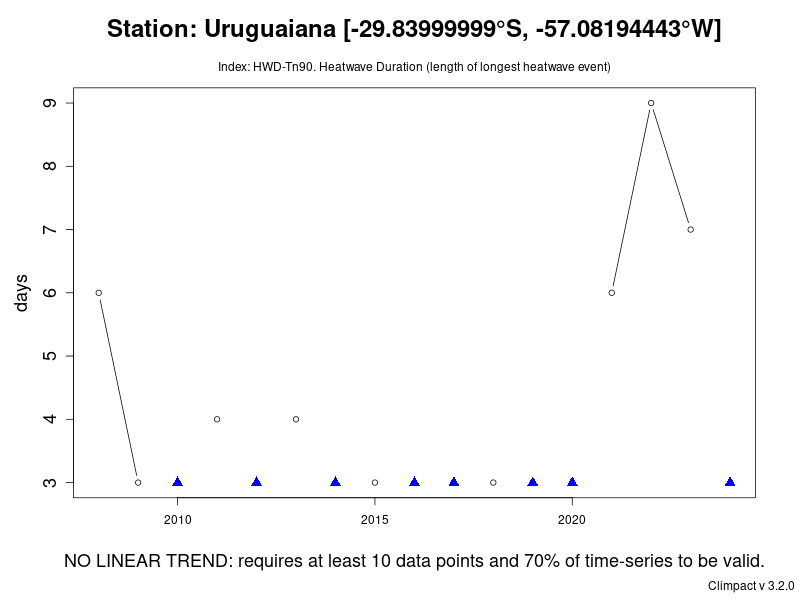 Station: Uruguaiana [-29.83999999°S, -57.08194443°W]
Index: HWD-Tn90. Heatwave Duration (length of longest heatwave event)
9
8
7
6
5
4
3
days
2010
2015
2020
NO LINEAR TREND: requires at least 10 data points and 70% of time-series to be valid.
Climpact v 3.2.0